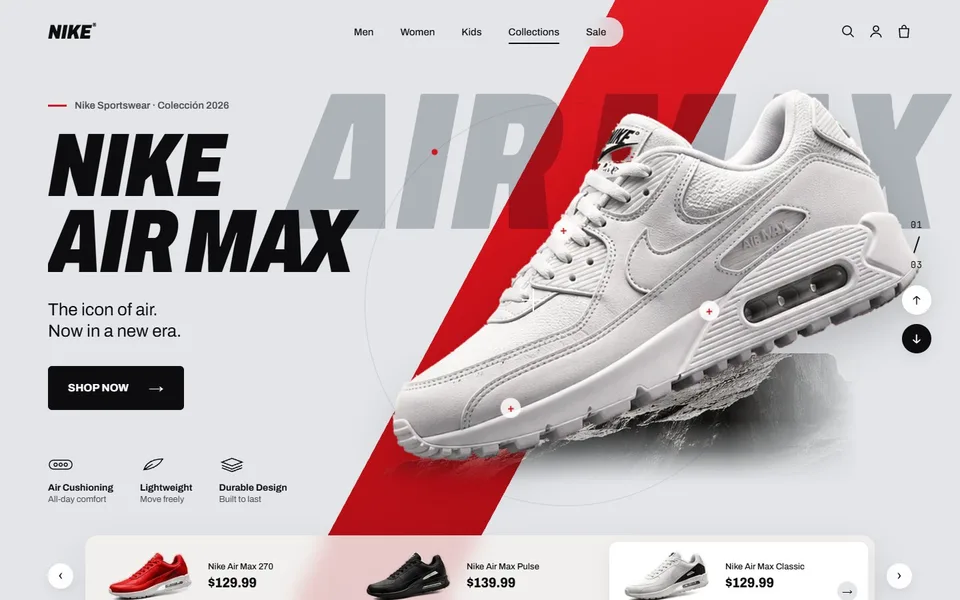 NIKE®
Men Women Kids Collections Sale
Nike Sportswear · Colección 2026
AIR MAX
NIKE
AIR MAX
NIKE
AIR MAX
The icon of air.
Now in a new era.
SHOP NOW →
01
/
03
Air Cushioning
All-day comfort
Lightweight
Move freely
Durable Design
Built to last
Nike Air Max 270
$129.99
Nike Air Max Pulse
$139.99
Nike Air Max Classic
$129.99